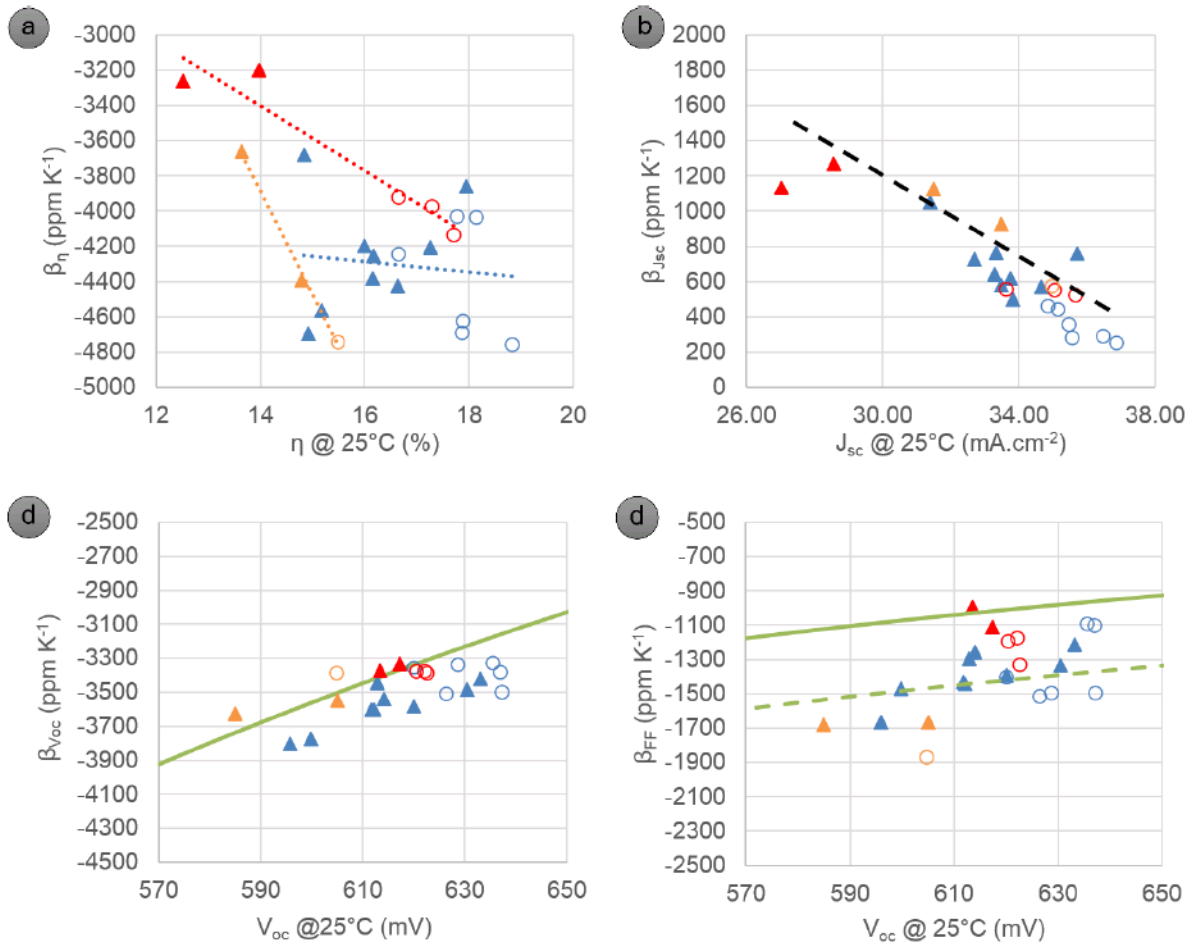 a
-3000
-3200
-3400
-3600
-3800
-4000
-4200
-4400
-4600
-4800
-5000
βη (ppm K⁻¹)
12 14 16 18 20
η @ 25°C (%)
b
2000
1800
1600
1400
1200
1000
800
600
400
200
0
βJsc (ppm K⁻¹)
26.00 30.00 34.00 38.00
Jsc @ 25°C (mA.cm⁻²)
d
-2500
-2700
-2900
-3100
-3300
-3500
-3700
-3900
-4100
-4300
-4500
βVoc (ppm K⁻¹)
570 590 610 630 650
Voc @25°C (mV)
d
-500
-700
-900
-1100
-1300
-1500
-1700
-1900
-2100
-2300
-2500
βFF (ppm K⁻¹)
570 590 610 630 650
Voc @ 25°C (mV)